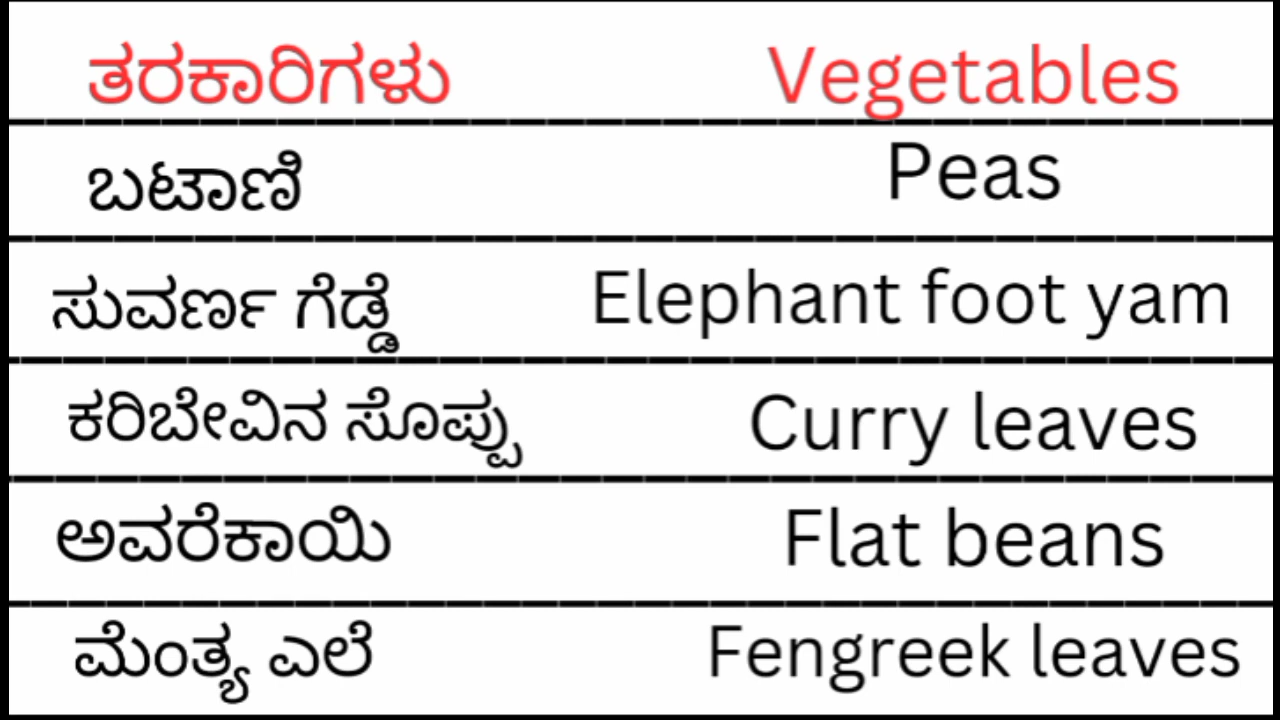 ತರಕಾರಿಗಳು Vegetables
ಬಟಾಣಿ Peas
ಸುವರ್ಣ ಗೆಡ್ಡೆ Elephant foot yam
ಕರಿಬೇವಿನ ಸೊಪ್ಪು Curry leaves
ಅವರೆಕಾಯಿ Flat beans
ಮೆಂತ್ಯ ಎಲೆ Fengreek leaves